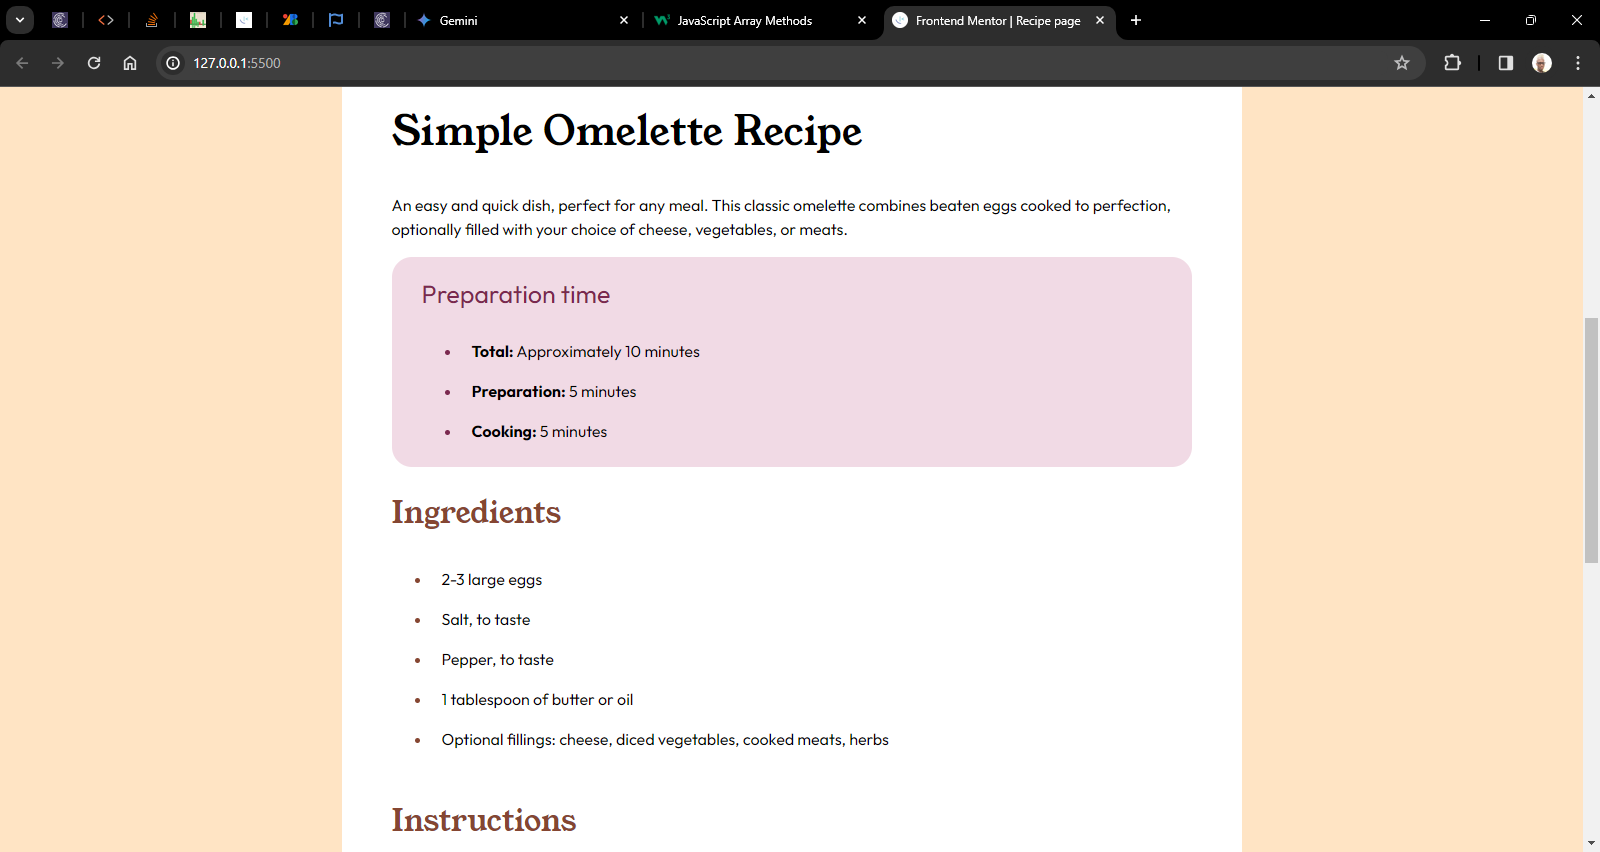 Gemini
JavaScript Array Methods
Frontend Mentor | Recipe page
127.0.0.1:5500
Simple Omelette Recipe
An easy and quick dish, perfect for any meal. This classic omelette combines beaten eggs cooked to perfection,
optionally filled with your choice of cheese, vegetables, or meats.
Preparation time
• Total: Approximately 10 minutes
• Preparation: 5 minutes
• Cooking: 5 minutes
Ingredients
• 2-3 large eggs
• Salt, to taste
• Pepper, to taste
• 1 tablespoon of butter or oil
• Optional fillings: cheese, diced vegetables, cooked meats, herbs
Instructions